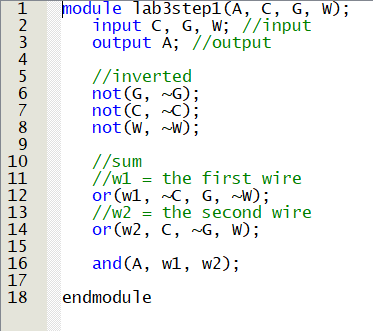 1 module lab3step1(A, C, G, W);
2 input C, G, W; //input
3 output A; //output
4
5 //inverted
6 not(G, ~G);
7 not(C, ~C);
8 not(W, ~W);
9
10 //sum
11 //w1 = the first wire
12 or(w1, ~C, G, ~W);
13 //w2 = the second wire
14 or(w2, C, ~G, W);
15
16 and(A, w1, w2);
17
18 endmodule